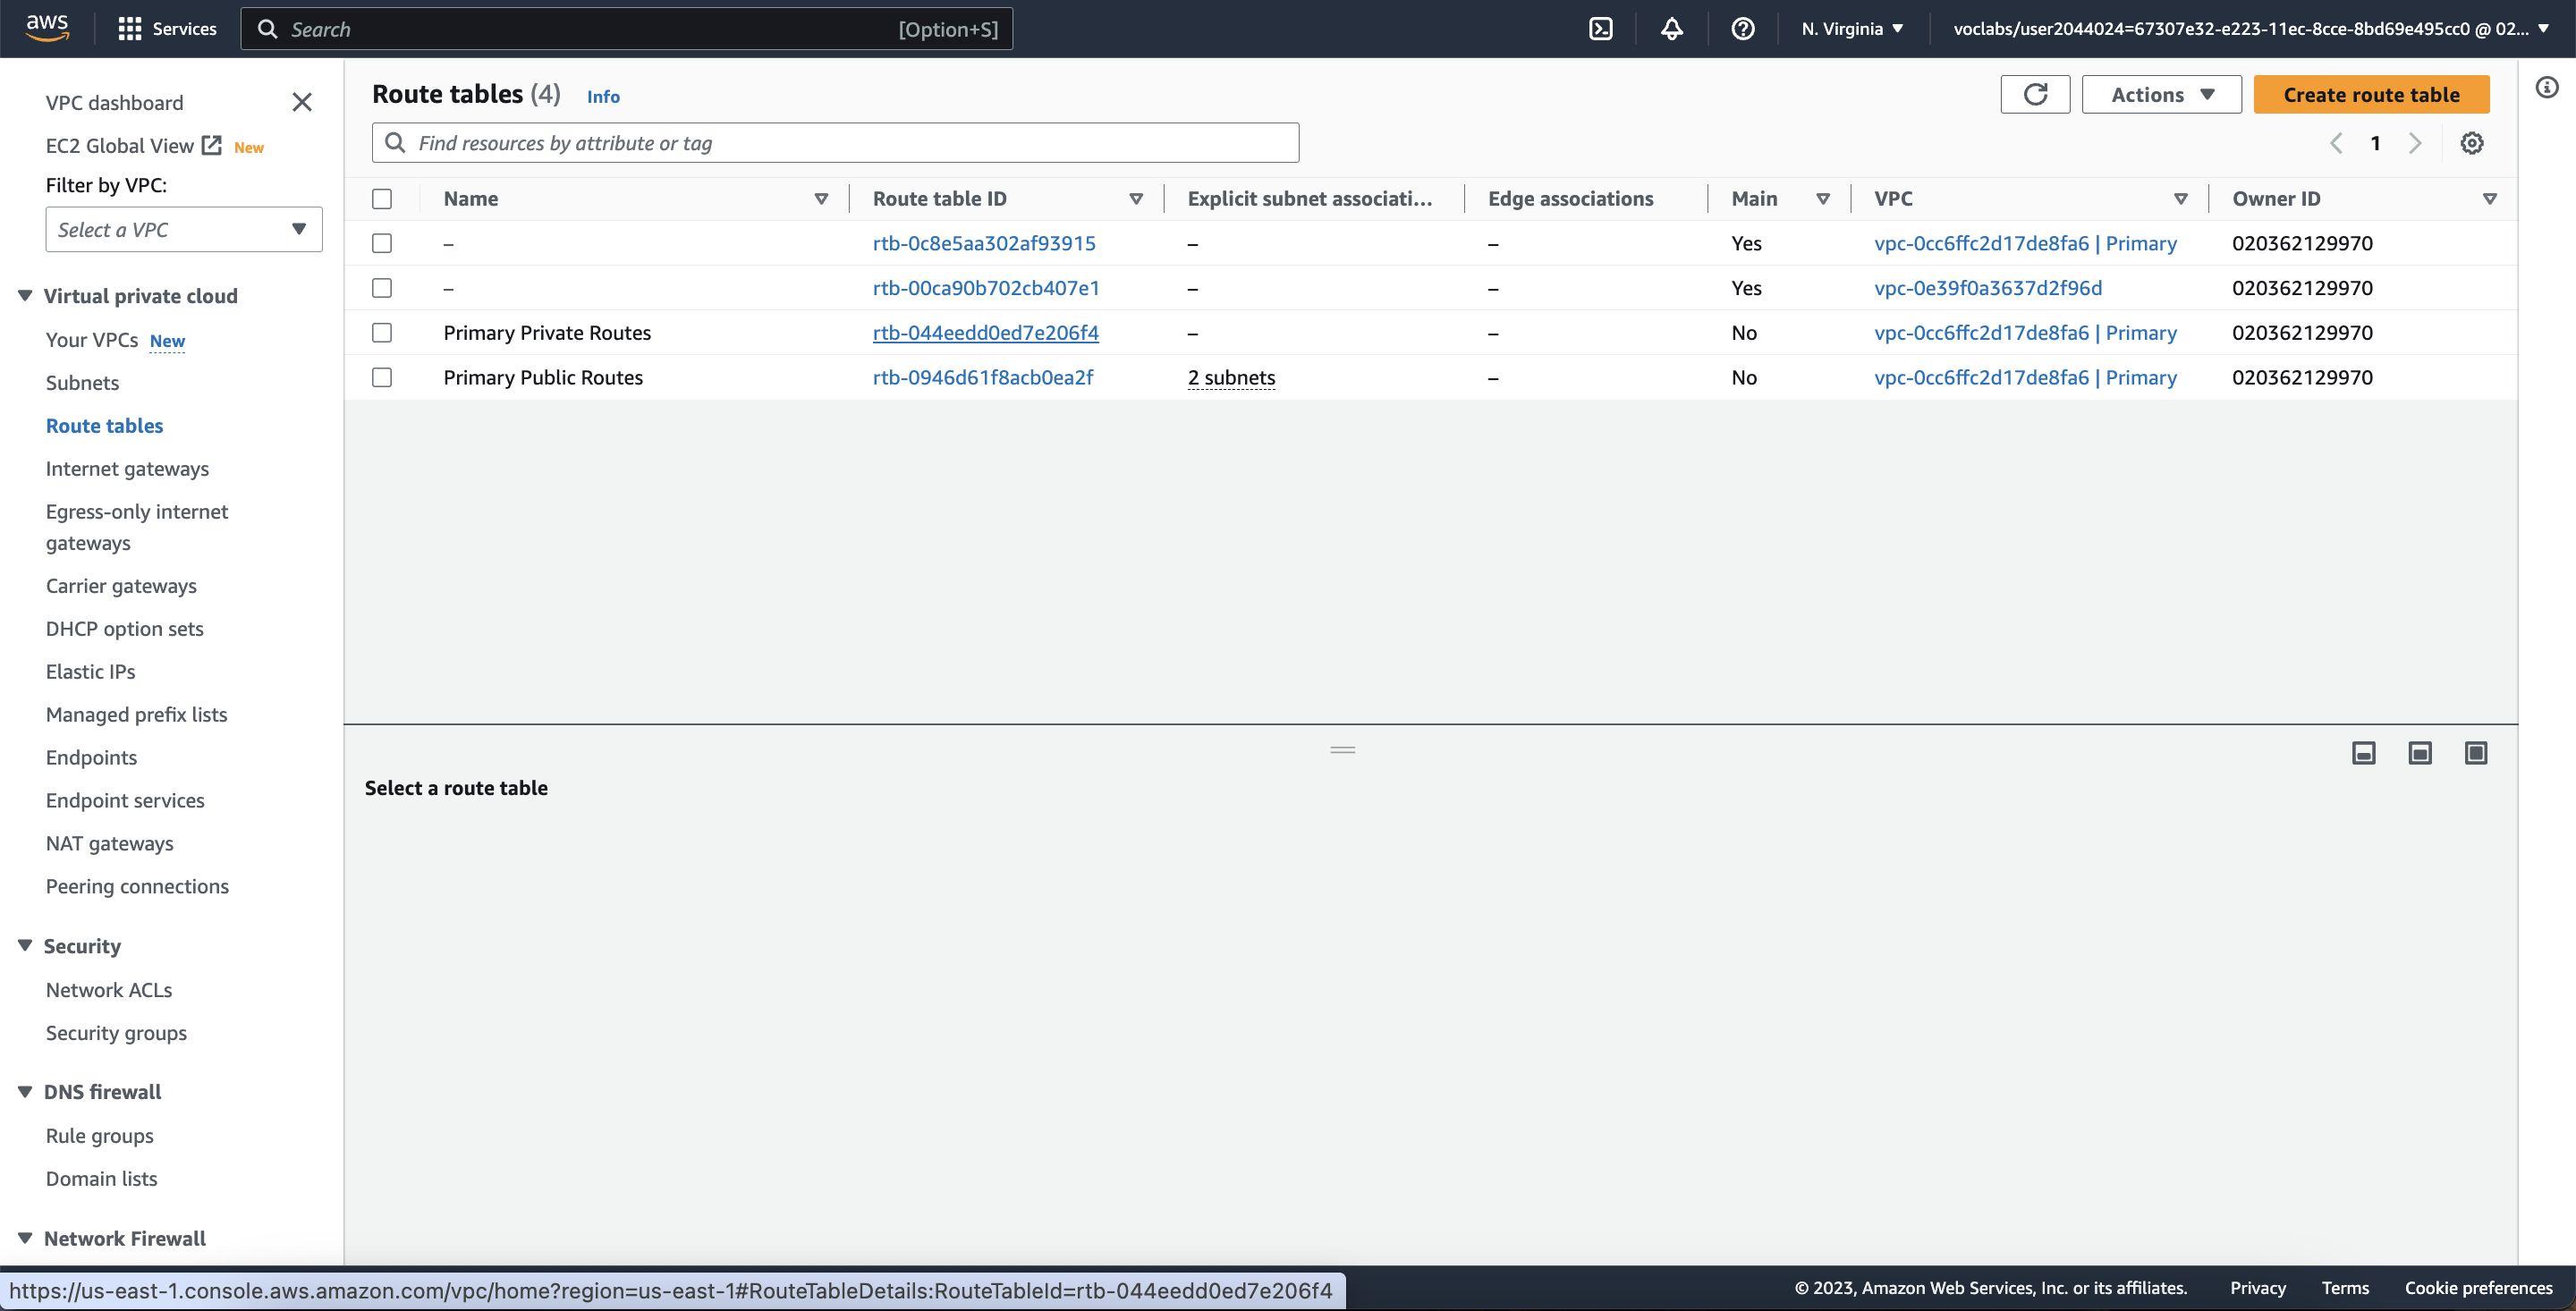 aws
Services
Search
[Option+S]
N. Virginia
voclabs/user2044024=67307e32-e223-11ec-8cce-8bd69e495cc0 @ 02...
VPC dashboard
EC2 Global View New
Filter by VPC:
Select a VPC
Virtual private cloud
Your VPCs New
Subnets
Route tables
Internet gateways
Egress-only internet
gateways
Carrier gateways
DHCP option sets
Elastic IPs
Managed prefix lists
Endpoints
Endpoint services
NAT gateways
Peering connections
Security
Network ACLs
Security groups
DNS firewall
Rule groups
Domain lists
Network Firewall
Route tables (4) Info
Actions
Create route table
Find resources by attribute or tag
1
Name Route table ID Explicit subnet associati... Edge associations Main VPC Owner ID
– rtb-0c8e5aa302af93915 – – Yes vpc-0cc6ffc2d17de8fa6 | Primary 020362129970
– rtb-00ca90b702cb407e1 – – Yes vpc-0e39f0a3637d2f96d 020362129970
Primary Private Routes rtb-044eedd0ed7e206f4 – – No vpc-0cc6ffc2d17de8fa6 | Primary 020362129970
Primary Public Routes rtb-0946d61f8acb0ea2f 2 subnets – No vpc-0cc6ffc2d17de8fa6 | Primary 020362129970
Select a route table
https://us-east-1.console.aws.amazon.com/vpc/home?region=us-east-1#RouteTableDetails:RouteTableId=rtb-044eedd0ed7e206f4
© 2023, Amazon Web Services, Inc. or its affiliates. Privacy Terms Cookie preferences